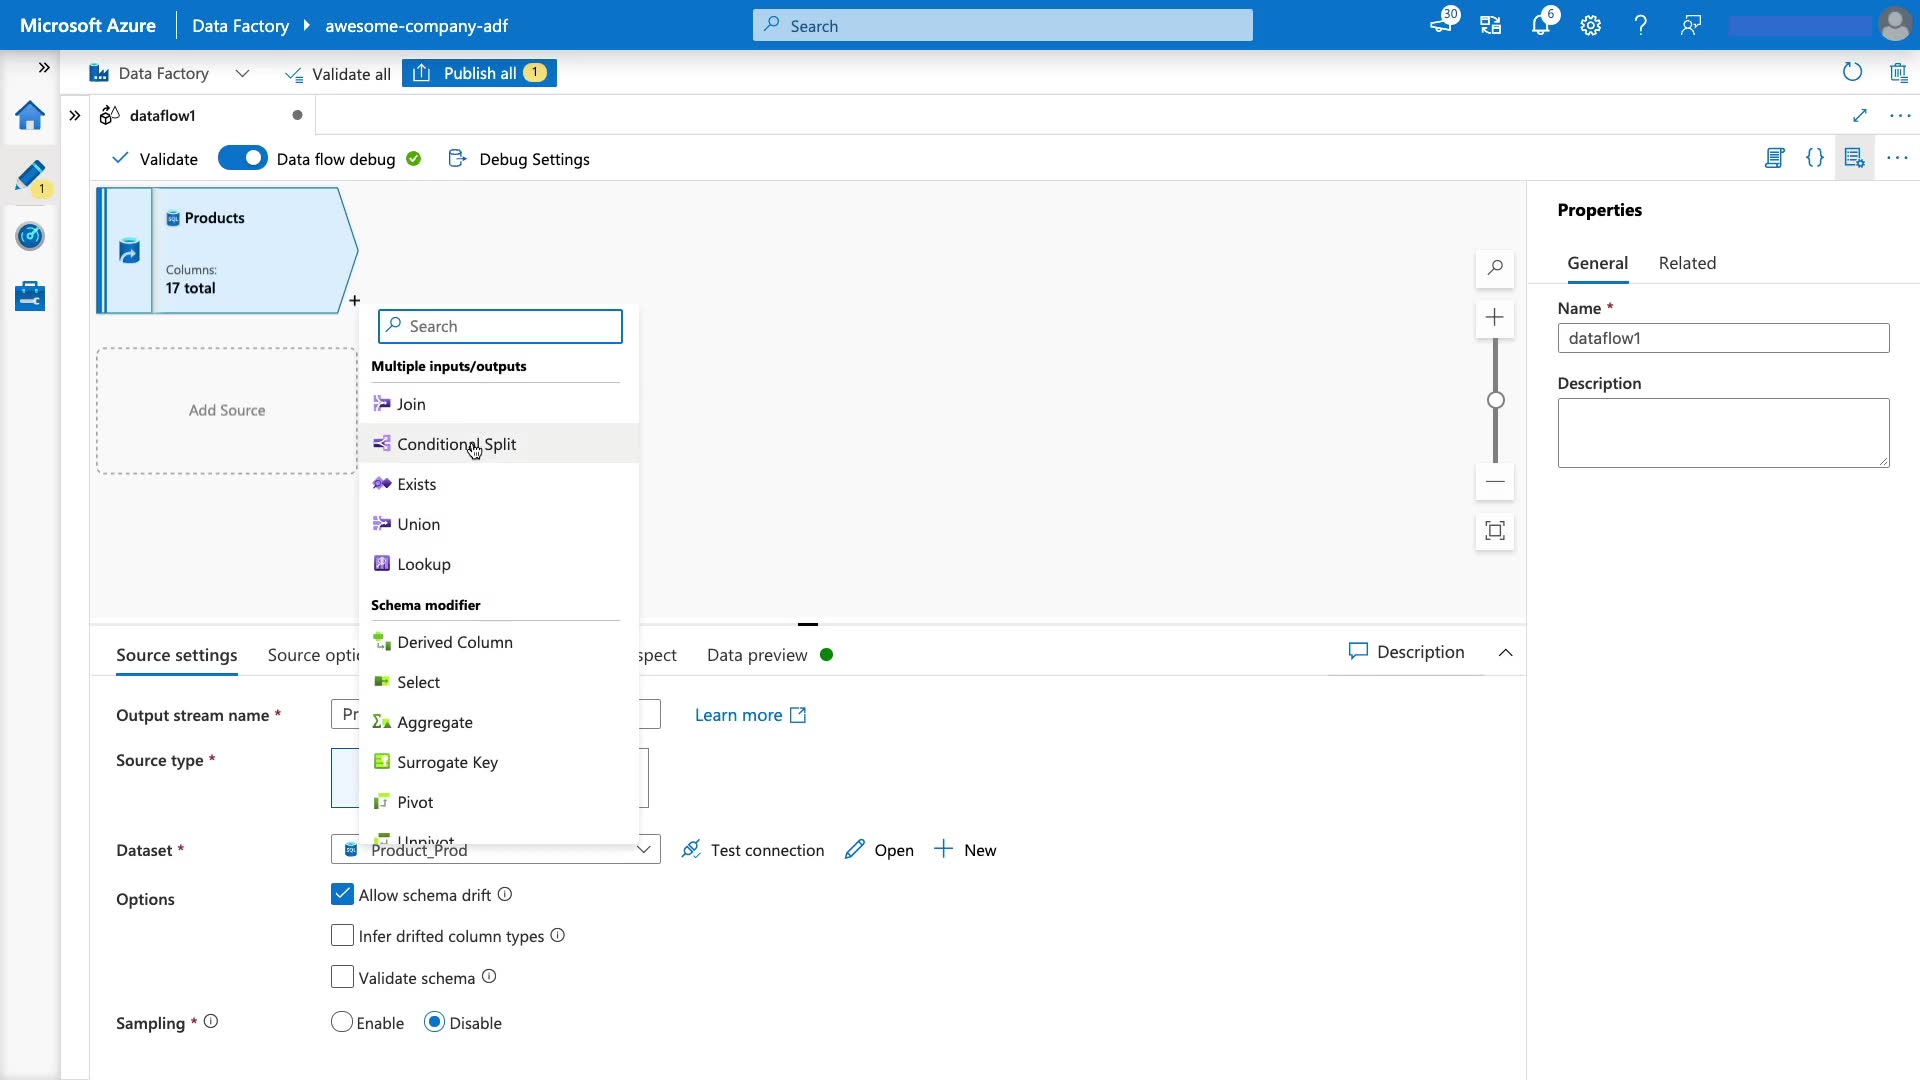 Microsoft Azure
Data Factory
awesome-company-adf
Search
30
6
Data Factory
Validate all
Publish all
1
dataflow1
Validate
Data flow debug
Debug Settings
1
Products
Columns:
17 total
+
Add Source
Search
Multiple inputs/outputs
Join
Conditional Split
Exists
Union
Lookup
Schema modifier
Derived Column
Select
Aggregate
Surrogate Key
Pivot
Unpivot
Properties
General
Related
Name *
dataflow1
Description
Source settings
Source optio
spect
Data preview
Description
Output stream name *
Pr
Learn more
Source type *
Dataset *
Product_Prod
Test connection
Open
New
Options
Allow schema drift
Infer drifted column types
Validate schema
Sampling *
Enable
Disable